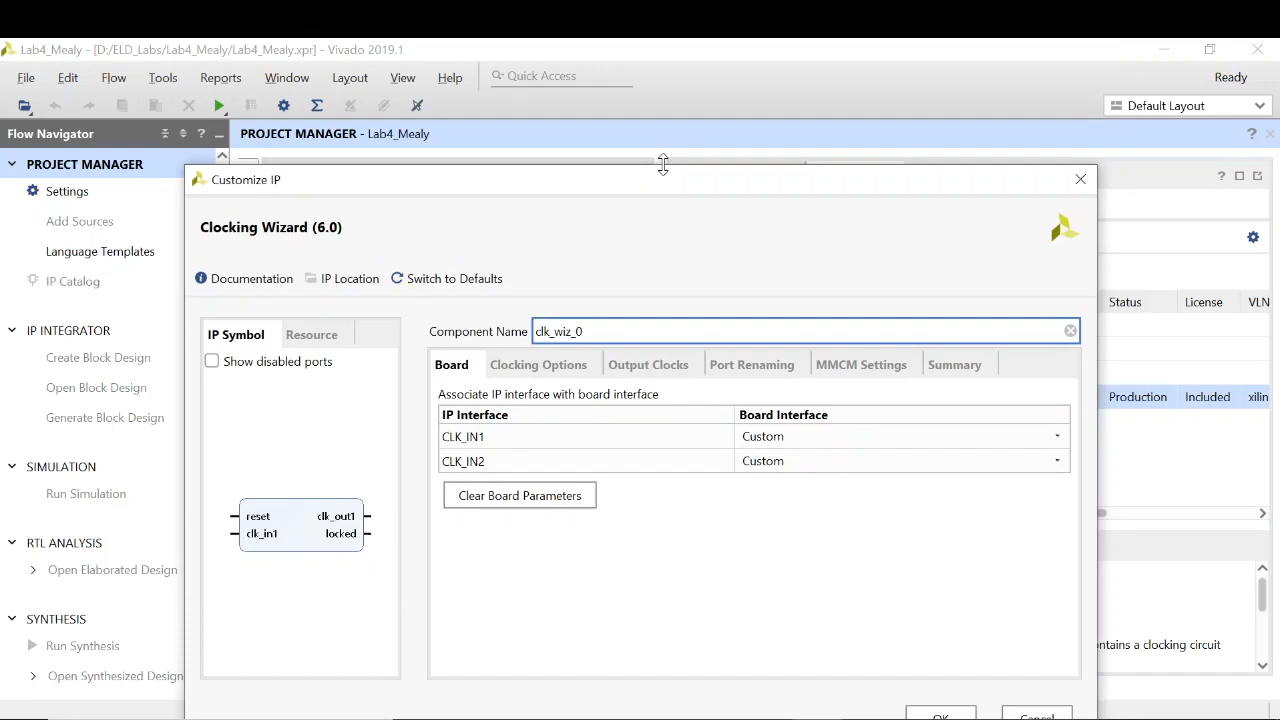 Lab4_Mealy - [D:/ELD_Labs/Lab4_Mealy/Lab4_Mealy.xpr] - Vivado 2019.1
File Edit Flow Tools Reports Window Layout View Help Quick Access Ready
Default Layout
Flow Navigator ? PROJECT MANAGER - Lab4_Mealy ?
PROJECT MANAGER
Settings
Add Sources
Language Templates
IP Catalog
IP INTEGRATOR
Create Block Design
Open Block Design
Generate Block Design
SIMULATION
Run Simulation
RTL ANALYSIS
Open Elaborated Design
SYNTHESIS
Run Synthesis
Open Synthesized Design
Customize IP
Clocking Wizard (6.0)
Documentation IP Location Switch to Defaults
IP Symbol Resource
Show disabled ports
reset clk_out1
clk_in1 locked
Component Name clk_wiz_0
Board Clocking Options Output Clocks Port Renaming MMCM Settings Summary
Associate IP interface with board interface
IP Interface Board Interface
CLK_IN1 Custom
CLK_IN2 Custom
Clear Board Parameters
OK Cancel
?
Status License VLN
Production Included xilin
ntains a clocking circuit